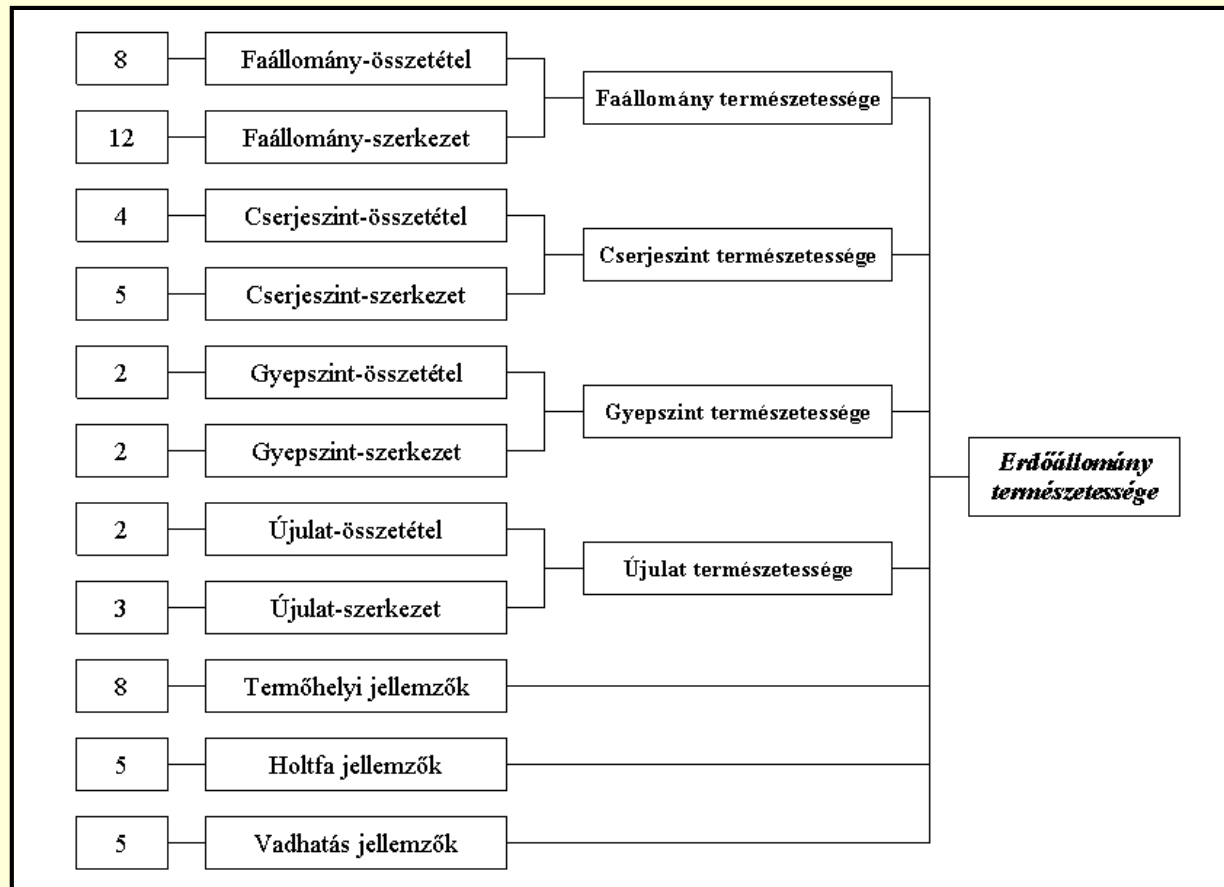 8 Faállomány-összetétel
Faállomány természetessége
12 Faállomány-szerkezet
4 Cserjeszint-összetétel
Cserjeszint természetessége
5 Cserjeszint-szerkezet
2 Gyepszint-összetétel
Gyepszint természetessége
2 Gyepszint-szerkezet
Erdőállomány
természetessége
2 Újulat-összetétel
Újulat természetessége
3 Újulat-szerkezet
8 Termőhelyi jellemzők
5 Holtfa jellemzők
5 Vadhatás jellemzők